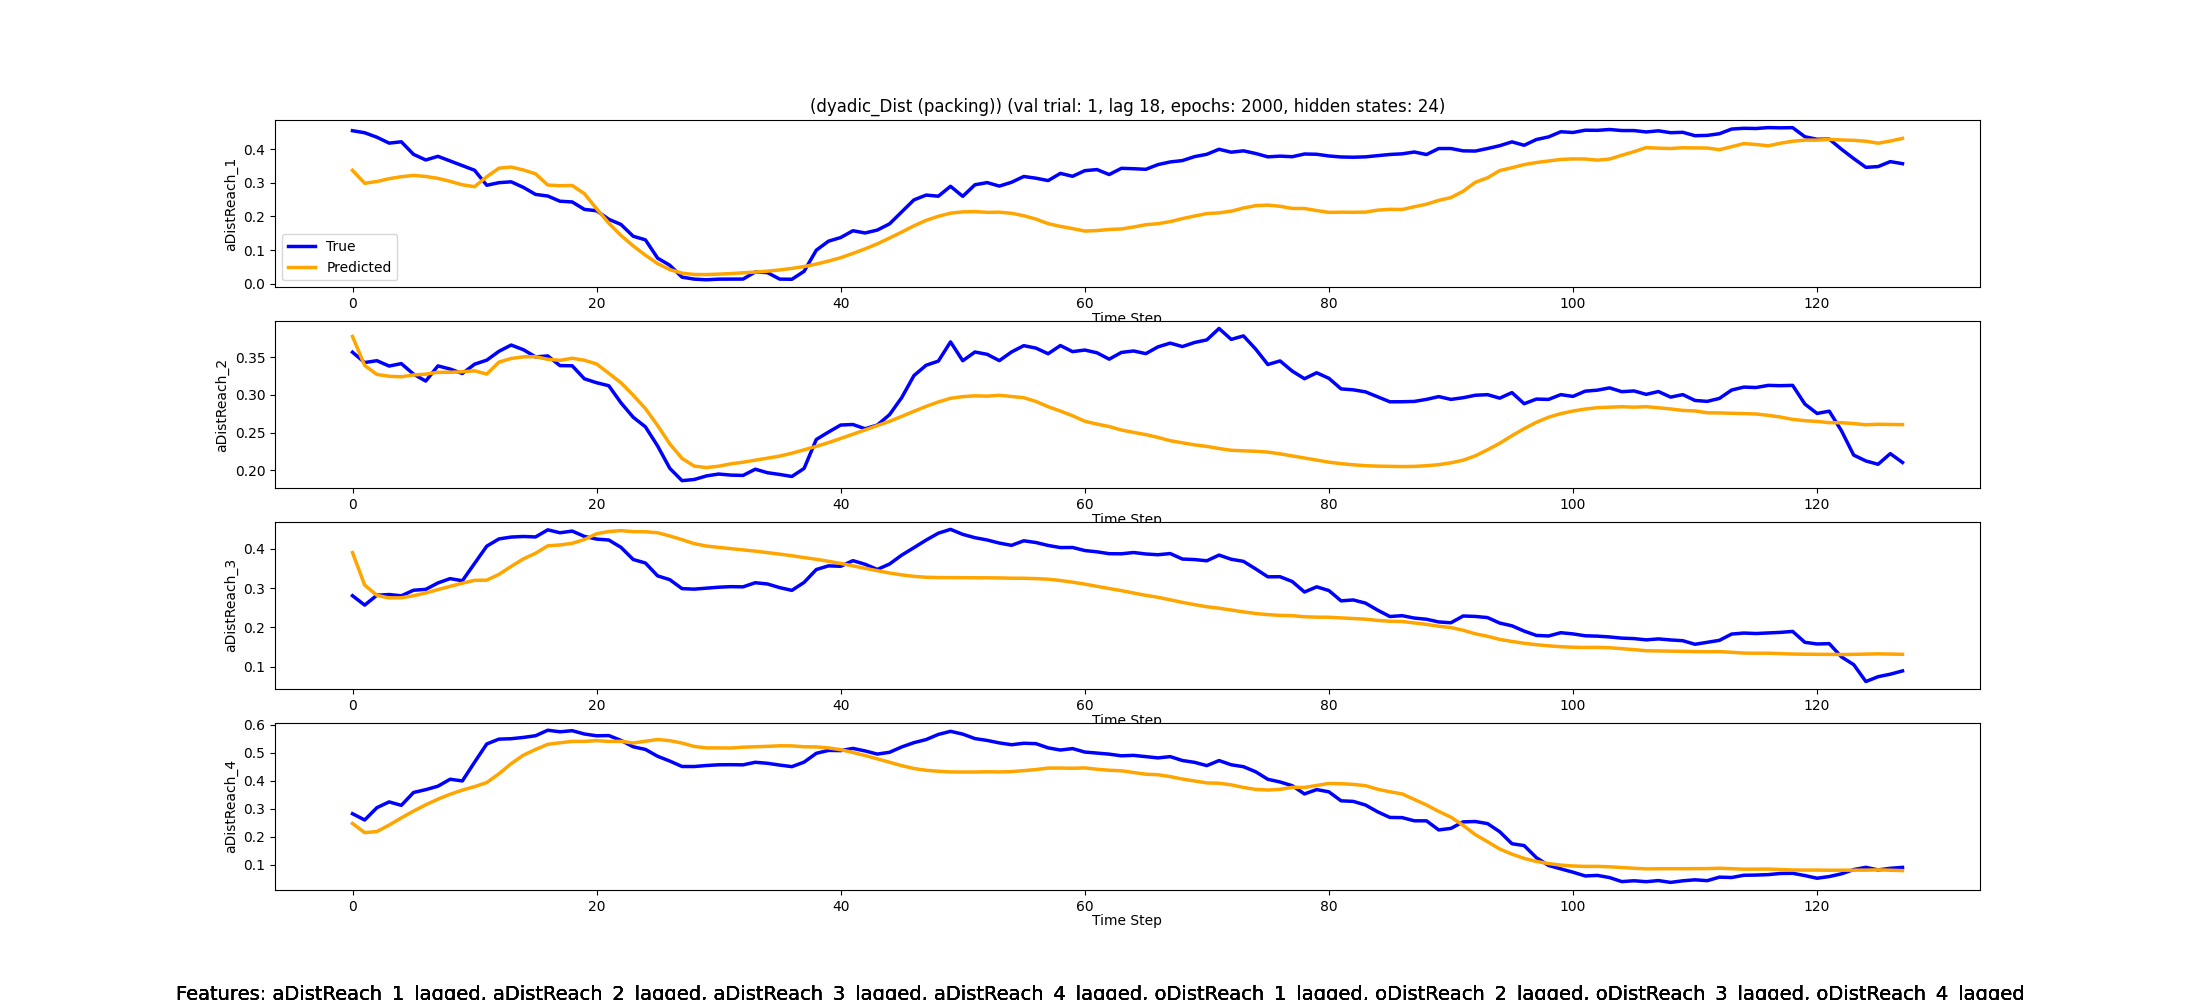 (dyadic_Dist (packing)) (val trial: 1, lag 18, epochs: 2000, hidden states: 24)
aDistReach_1
0.4
0.3
0.2
0.1
0.0
True
Predicted
0 20 40 60 80 100 120
Time Step
aDistReach_2
0.35
0.30
0.25
0.20
0 20 40 60 80 100 120
Time Step
aDistReach_3
0.4
0.3
0.2
0.1
0 20 40 60 80 100 120
Time Step
aDistReach_4
0.6
0.5
0.4
0.3
0.2
0.1
0 20 40 60 80 100 120
Time Step
Features: aDistReach_1_lagged, aDistReach_2_lagged, aDistReach_3_lagged, aDistReach_4_lagged, oDistReach_1_lagged, oDistReach_2_lagged, oDistReach_3_lagged, oDistReach_4_lagged